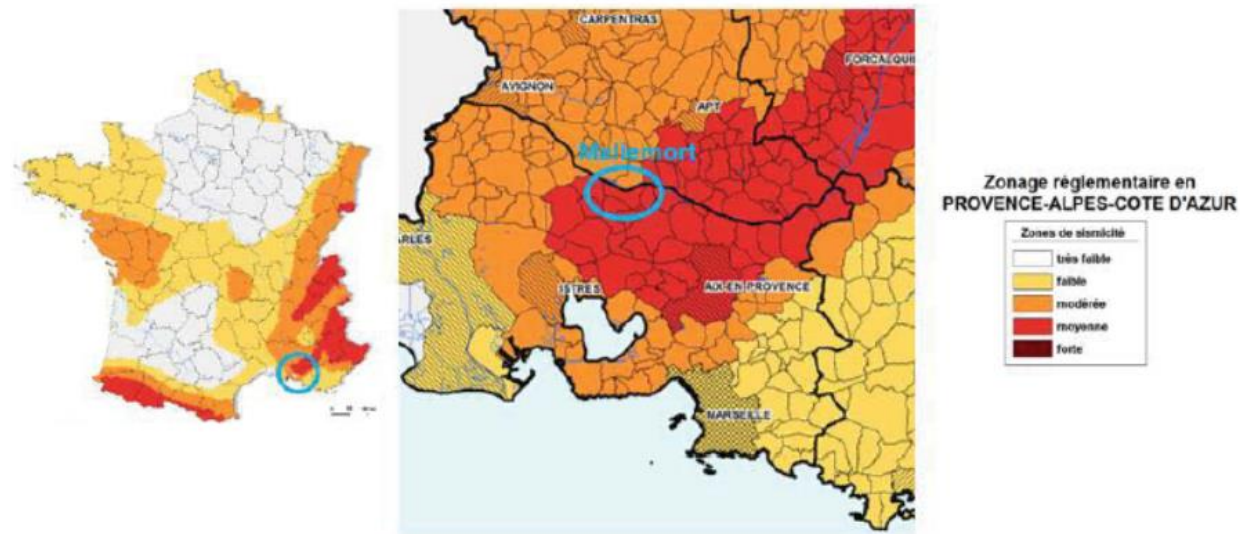 CARPENTRAS
FORCALQUIE
AVIGNON
APT
Mallemort
ARLES
ISTRES
AIX EN PROVENCE
MARSEILLE
Zonage réglementaire en
PROVENCE-ALPES-COTE D'AZUR
Zones de sismicité
très faible
faible
modérée
moyenne
forte